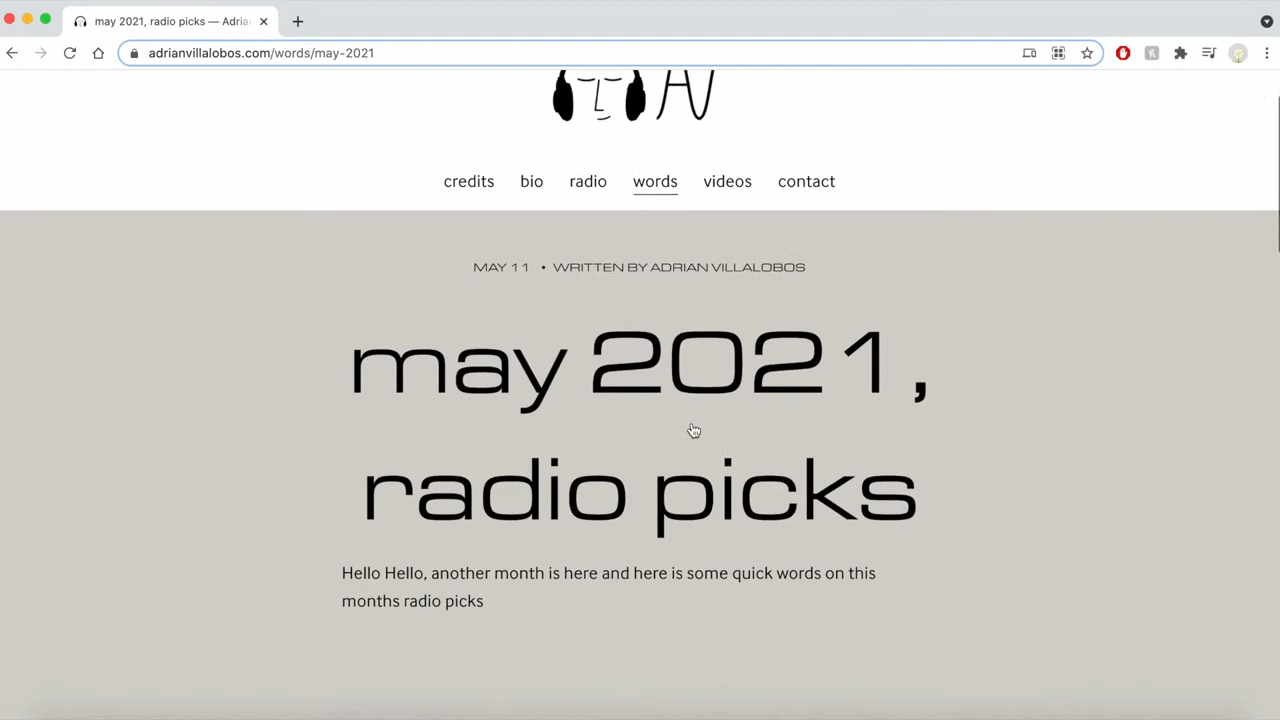 may 2021, radio picks — Adria
adrianvillalobos.com/words/may-2021
AV
credits bio radio words videos contact
MAY 11 • WRITTEN BY ADRIAN VILLALOBOS
may 2021,
radio picks
Hello Hello, another month is here and here is some quick words on this
months radio picks